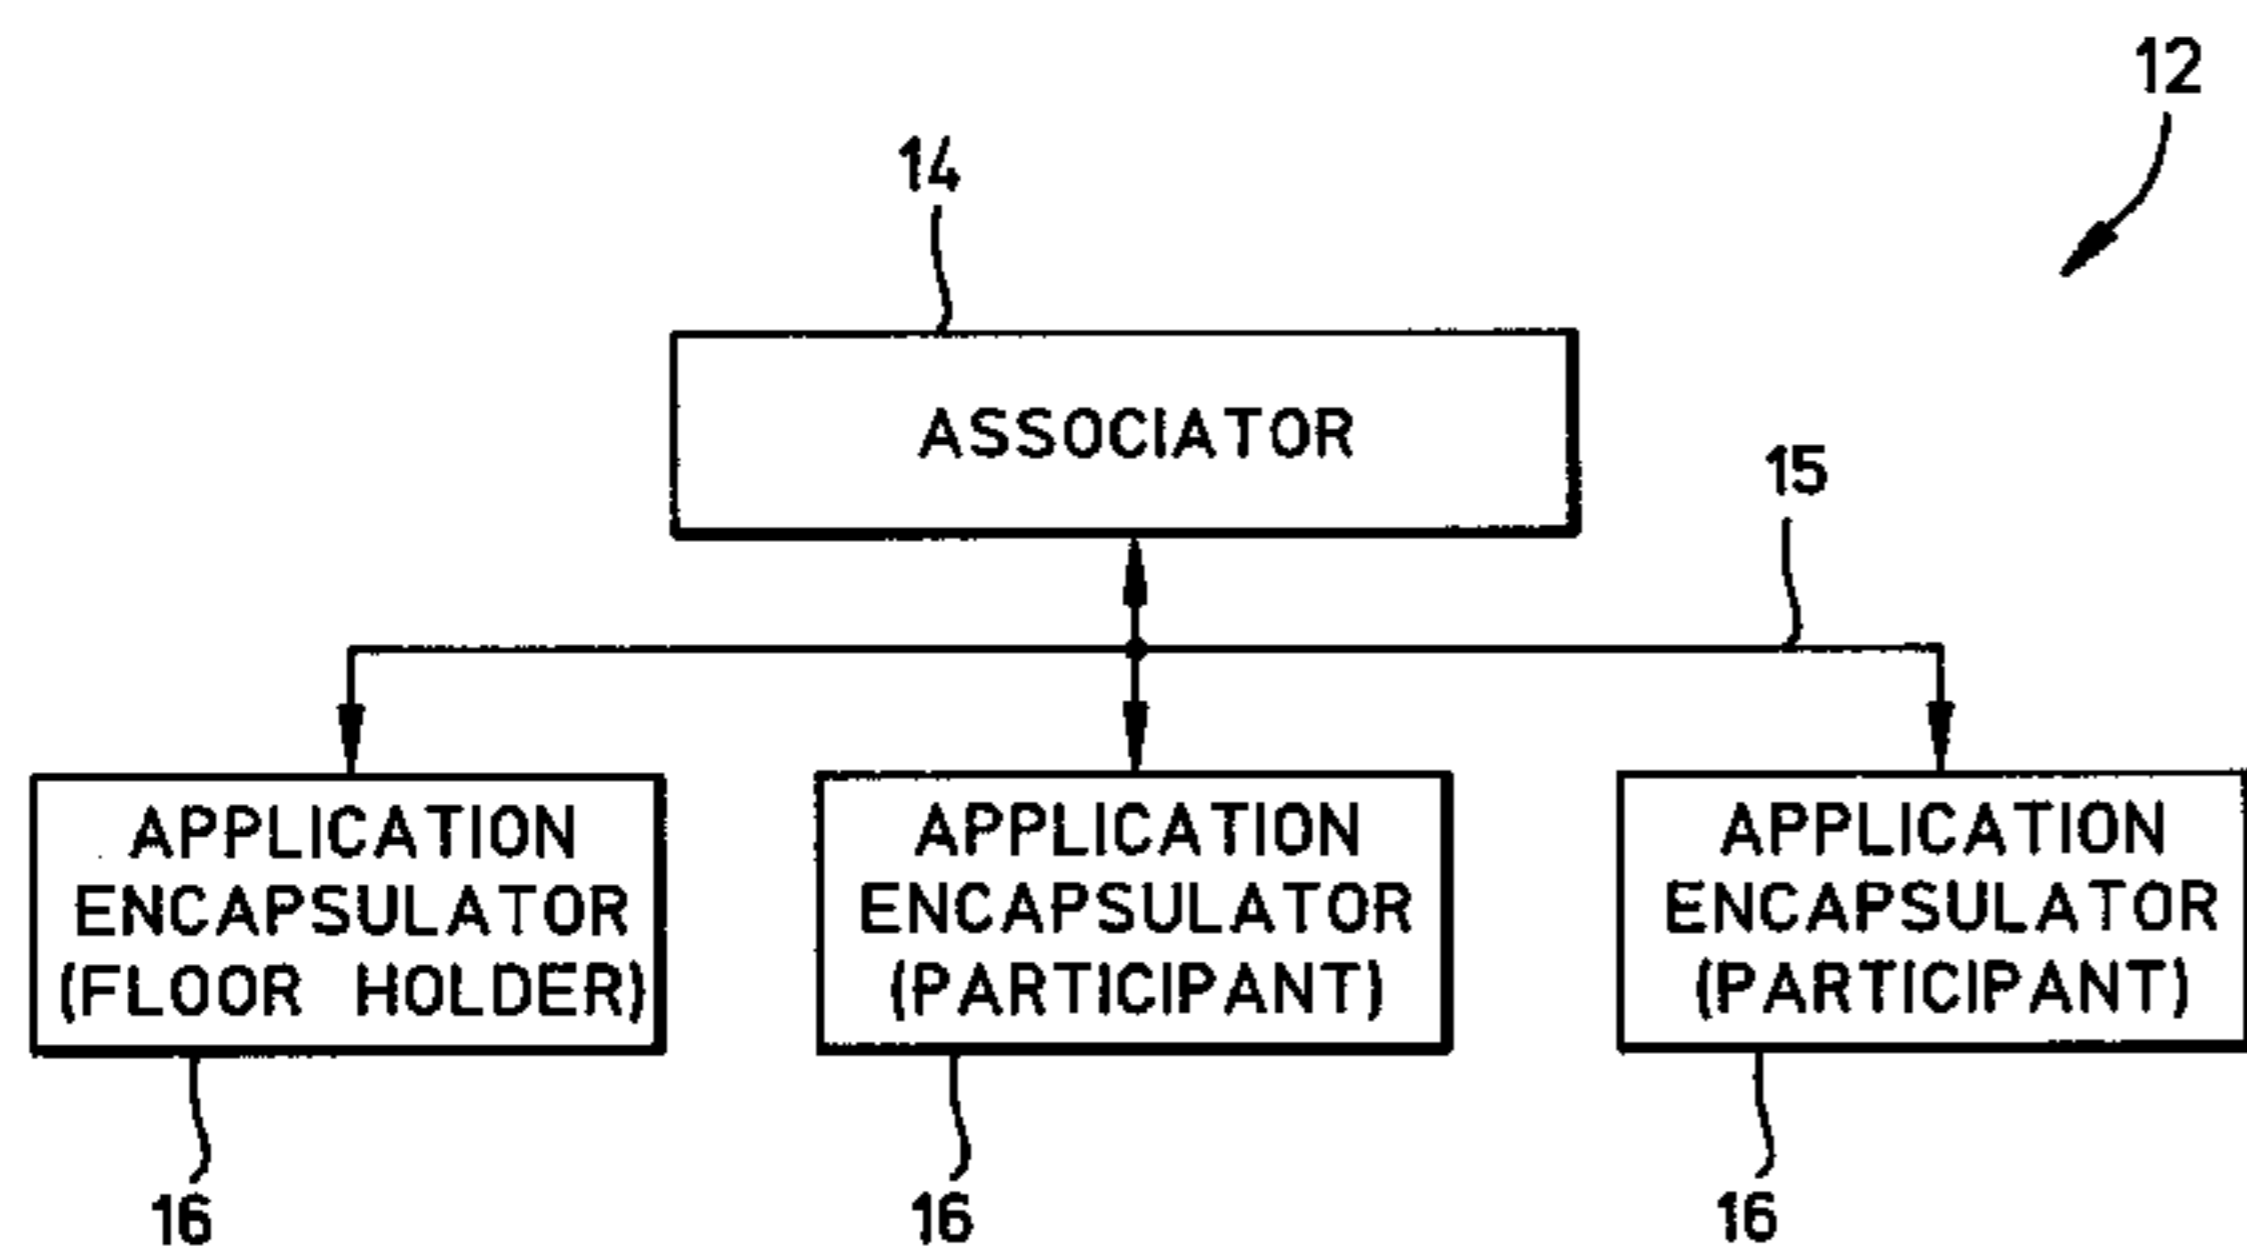 12
14
ASSOCIATOR
15
APPLICATION
ENCAPSULATOR
(FLOOR HOLDER)
APPLICATION
ENCAPSULATOR
(PARTICIPANT)
APPLICATION
ENCAPSULATOR
(PARTICIPANT)
16
16
16